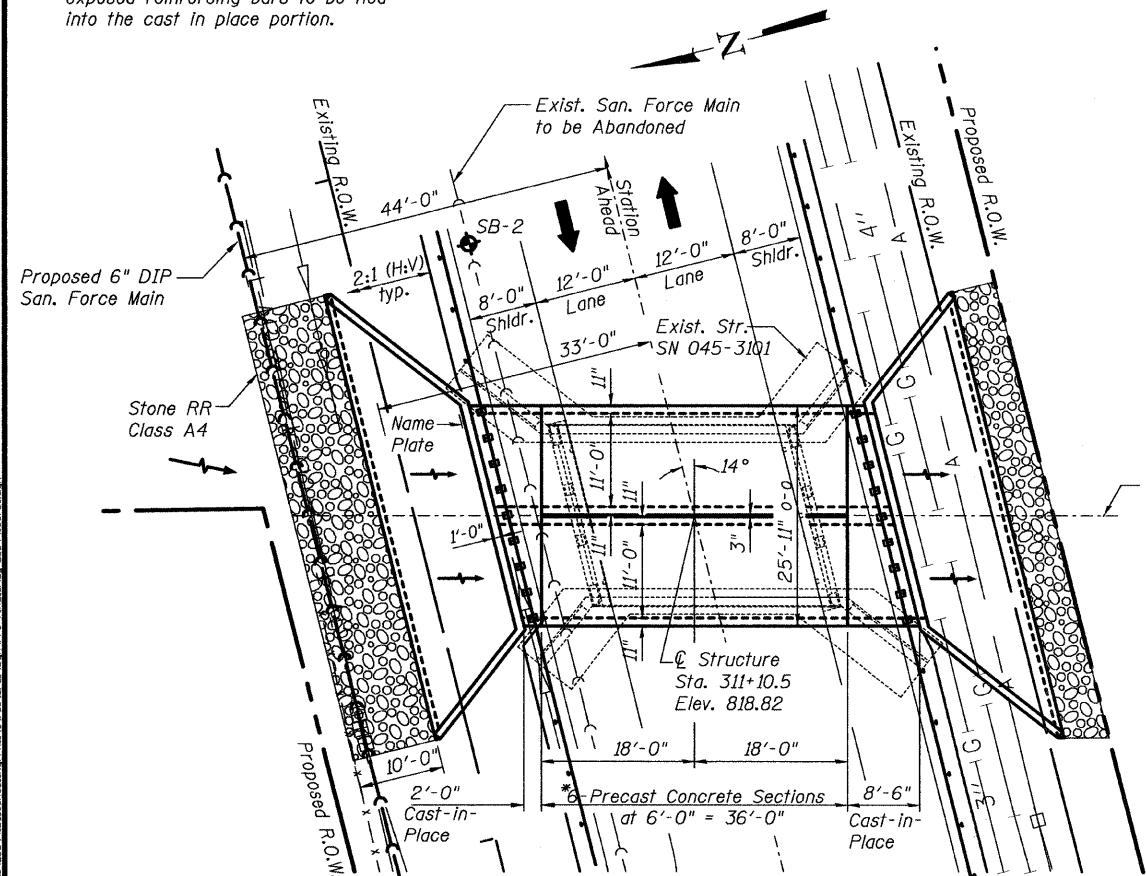 exposed reinforcing bars to be tied
into the cast in place portion.
N
Exist. San. Force Main
to be Abandoned
Existing R.O.W.
Existing R.O.W.
Proposed R.O.W.
44'-0"
Station
Ahead
SB-2
4"
A
A
Proposed 6" DIP
San. Force Main
2:1 (H:V)
typ.
8'-0"
Shldr.
12'-0"
Lane
12'-0"
Lane
8'-0"
Shldr.
33'-0"
Exist. Str.
SN 045-3101
11"
Stone RR
Class A4
Name
Plate
G
G
G
A
14°
11'-0"
11"
11"
1'-0"
11'-0"
3"
25'-11" o-o
11"
℄ Structure
Sta. 311+10.5
Elev. 818.82
A
G
G
3"
Proposed R.O.W.
10'-0"
18'-0"
18'-0"
2'-0"
Cast-in-
Place
*6-Precast Concrete Sections
at 6'-0" = 36'-0"
8'-6"
Cast-in-
Place